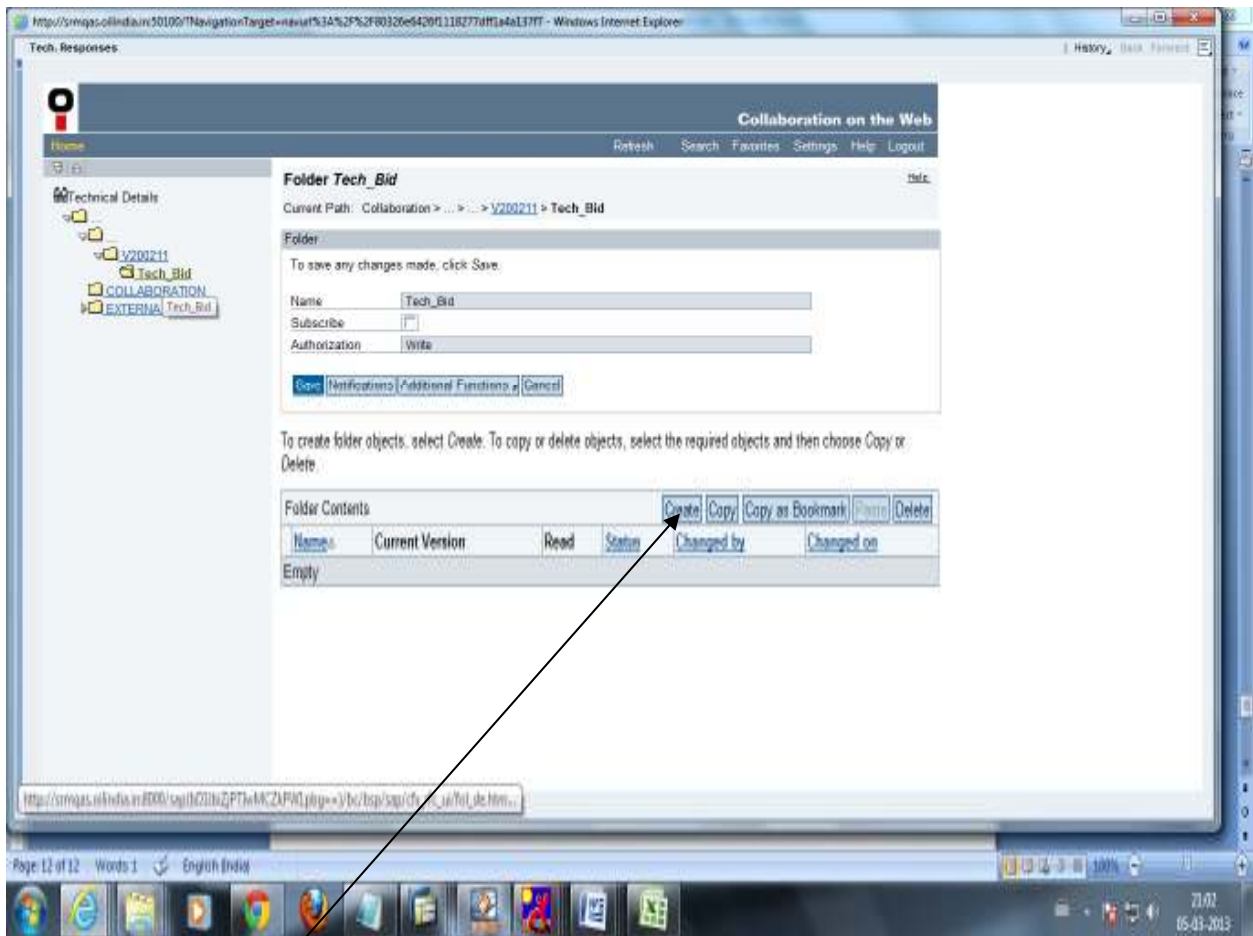 Windows Internet Explorer
Tech. Responses
History
Back
Forward
Collaboration on the Web
Home
Refresh Search Favorites Settings Help Logout
Technical Details
...
...
V200211
Tech_Bid
COLLABORATION
EXTERNA
Tech_Bid
Folder Tech_Bid
Help
Current Path: Collaboration > ... > ... > V200211 > Tech_Bid
Folder
To save any changes made, click Save.
Name Tech_Bid
Subscribe
Authorization Write
Save Notifications Additional Functions Cancel
To create folder objects, select Create. To copy or delete objects, select the required objects and then choose Copy or
Delete.
Folder Contents
Create Copy Copy as Bookmark Paste Delete
Name Current Version Read Status Changed by Changed on
Empty
Page: 12 of 12 Words: 1 English (India)
100%
21:02
05-03-2013